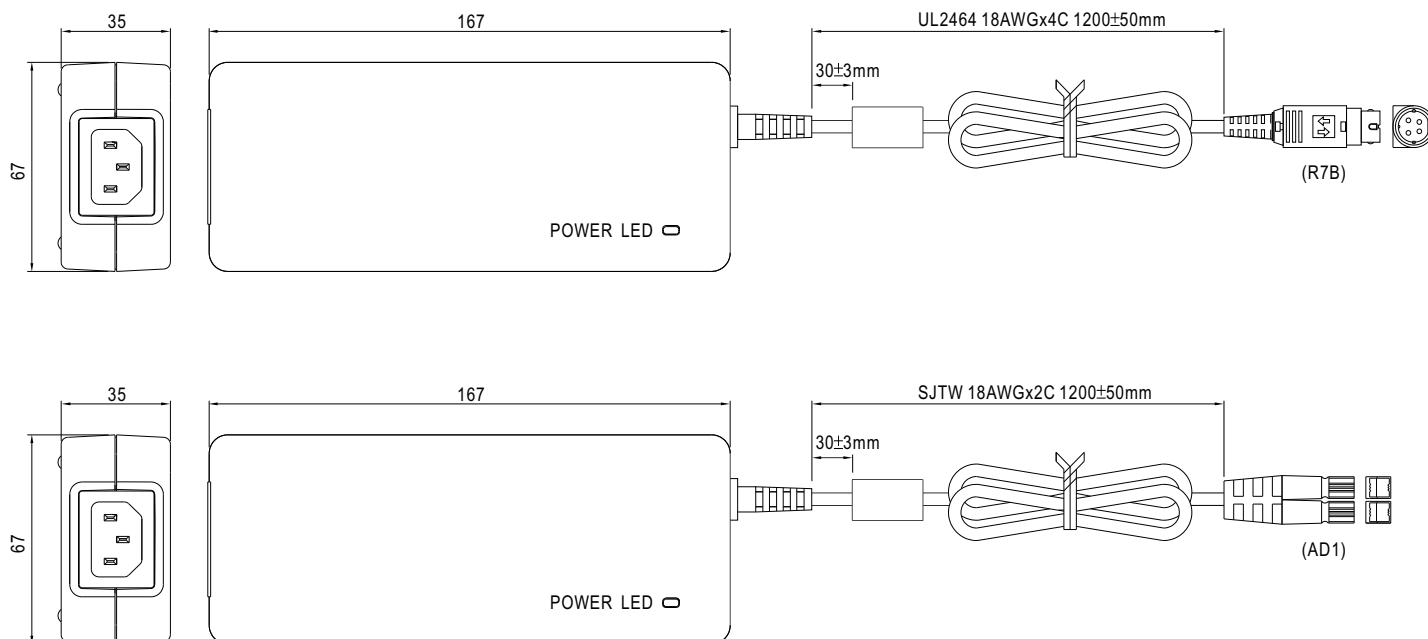 35
167
UL2464 18AWGx4C 1200±50mm
30±3mm
67
(R7B)
POWER LED
35
167
SJTW 18AWGx2C 1200±50mm
30±3mm
67
(AD1)
POWER LED